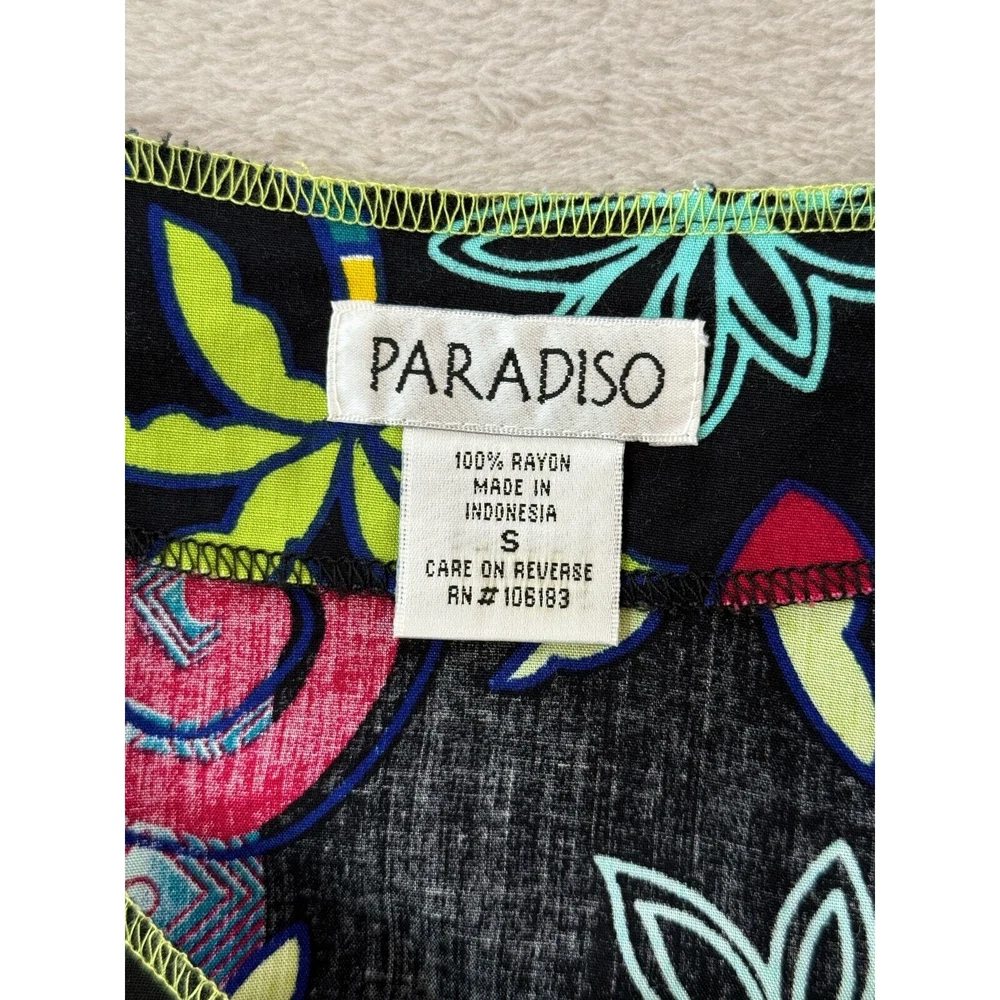 PARADISO
100% RAYON
MADE IN
INDONESIA
S
CARE ON REVERSE
RN # 106183